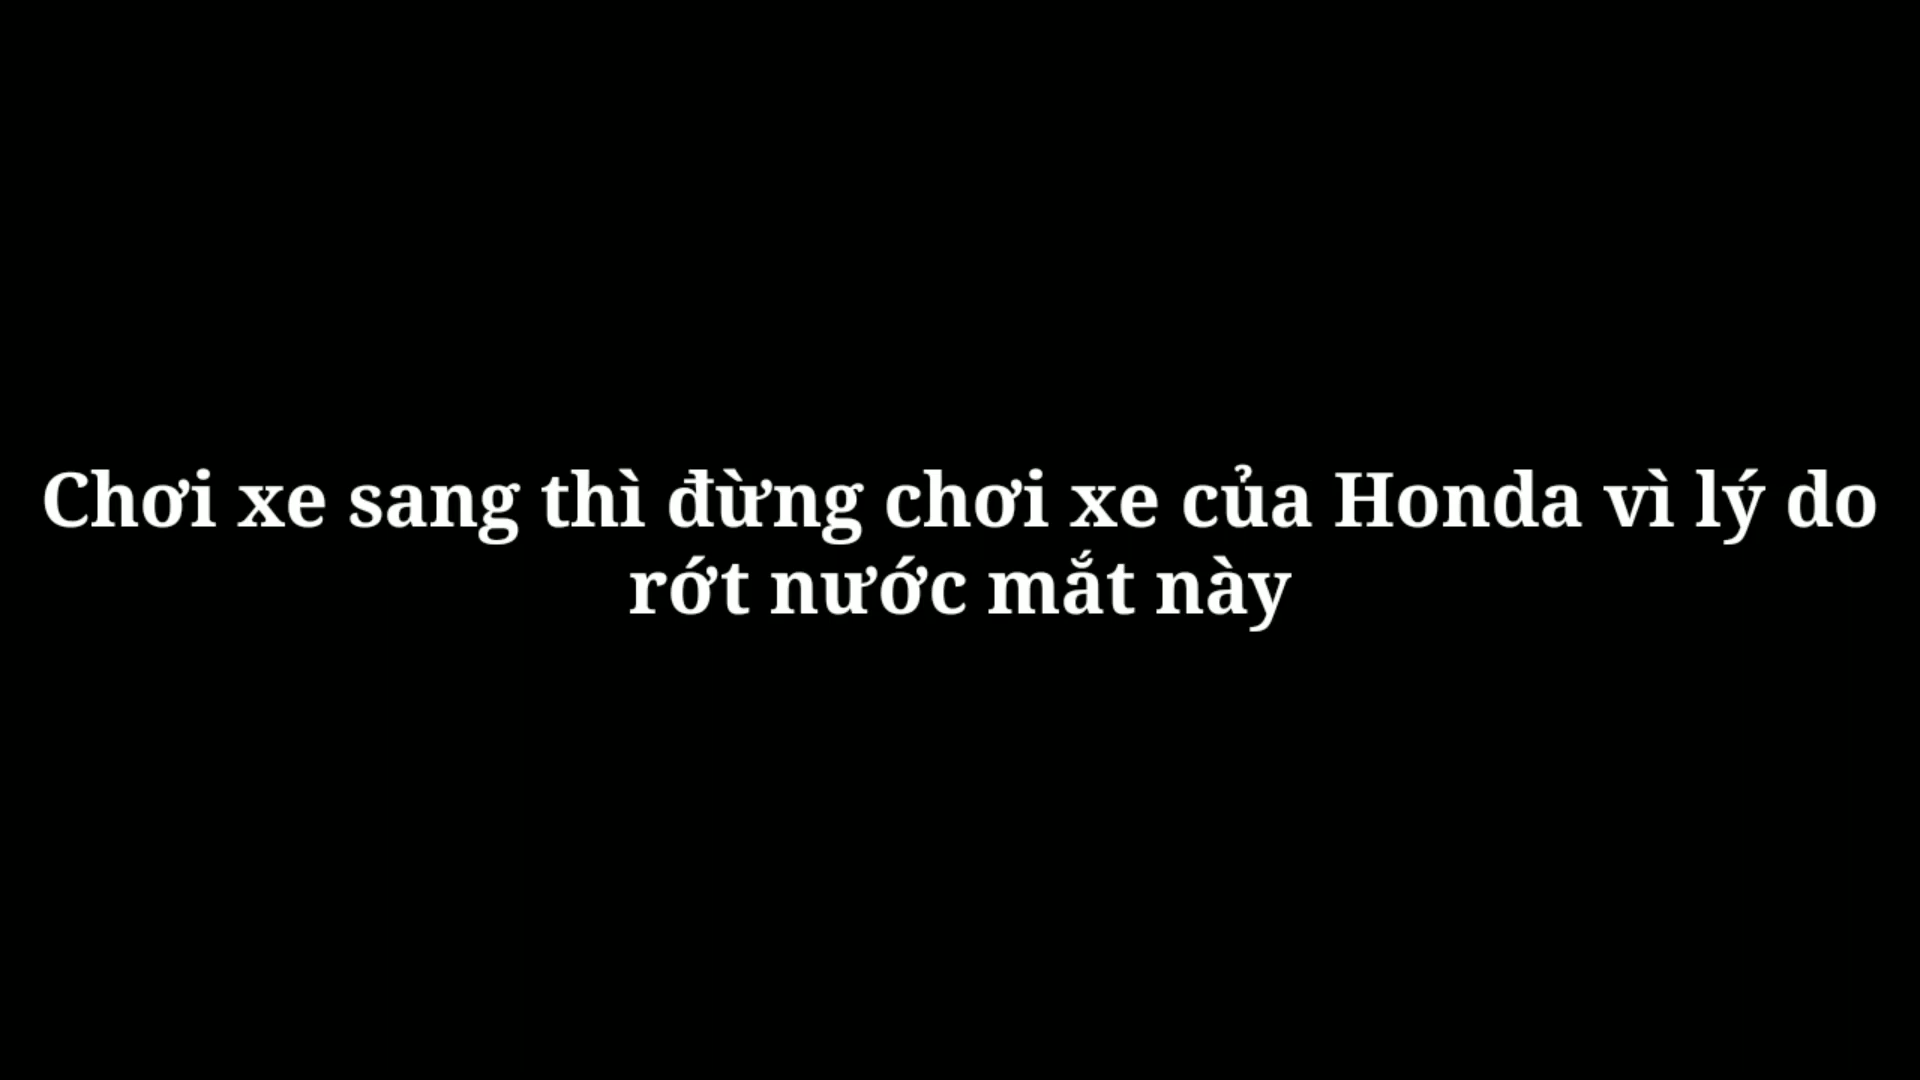 Chơi xe sang thì đừng chơi xe của Honda vì lý do
rớt nước mắt này